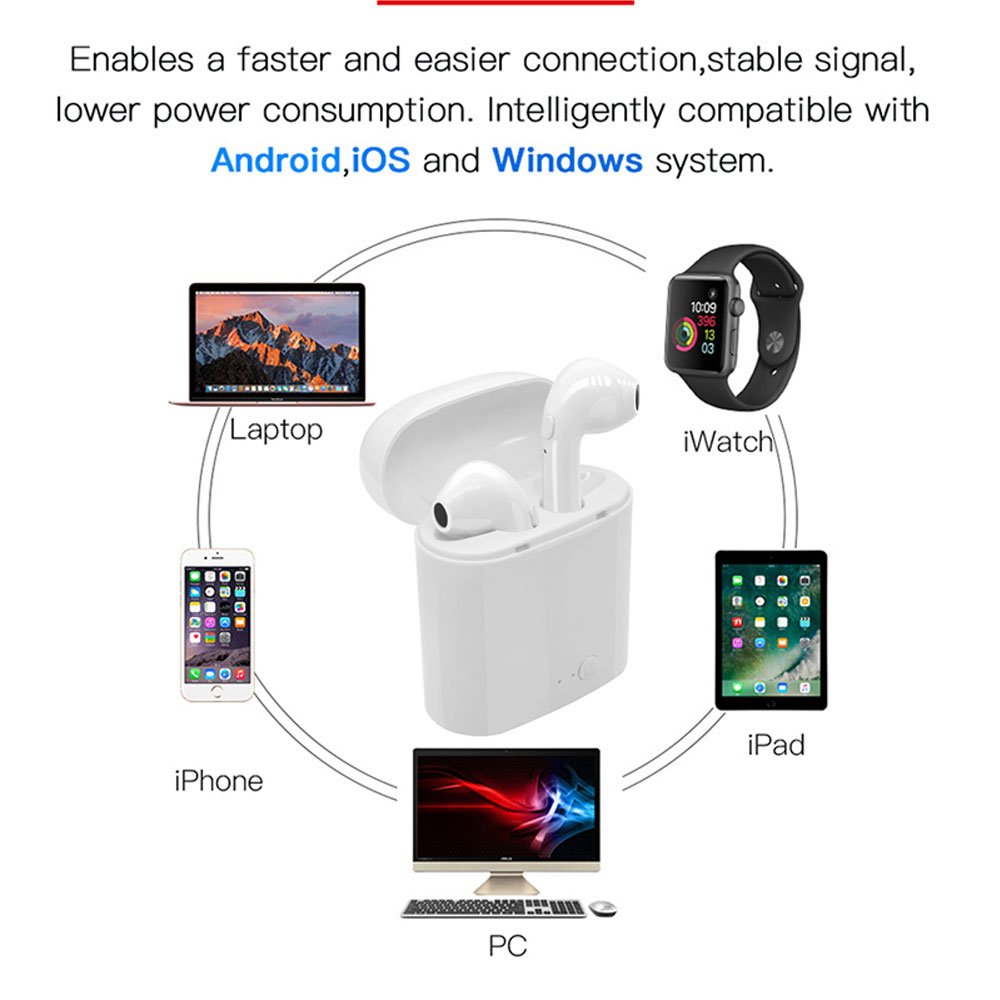 Enables a faster and easier connection,stable signal,
lower power consumption. Intelligently compatible with
Android,iOS and Windows system.
10:09
396
13
03
Laptop
iWatch
iPhone
iPad
PC